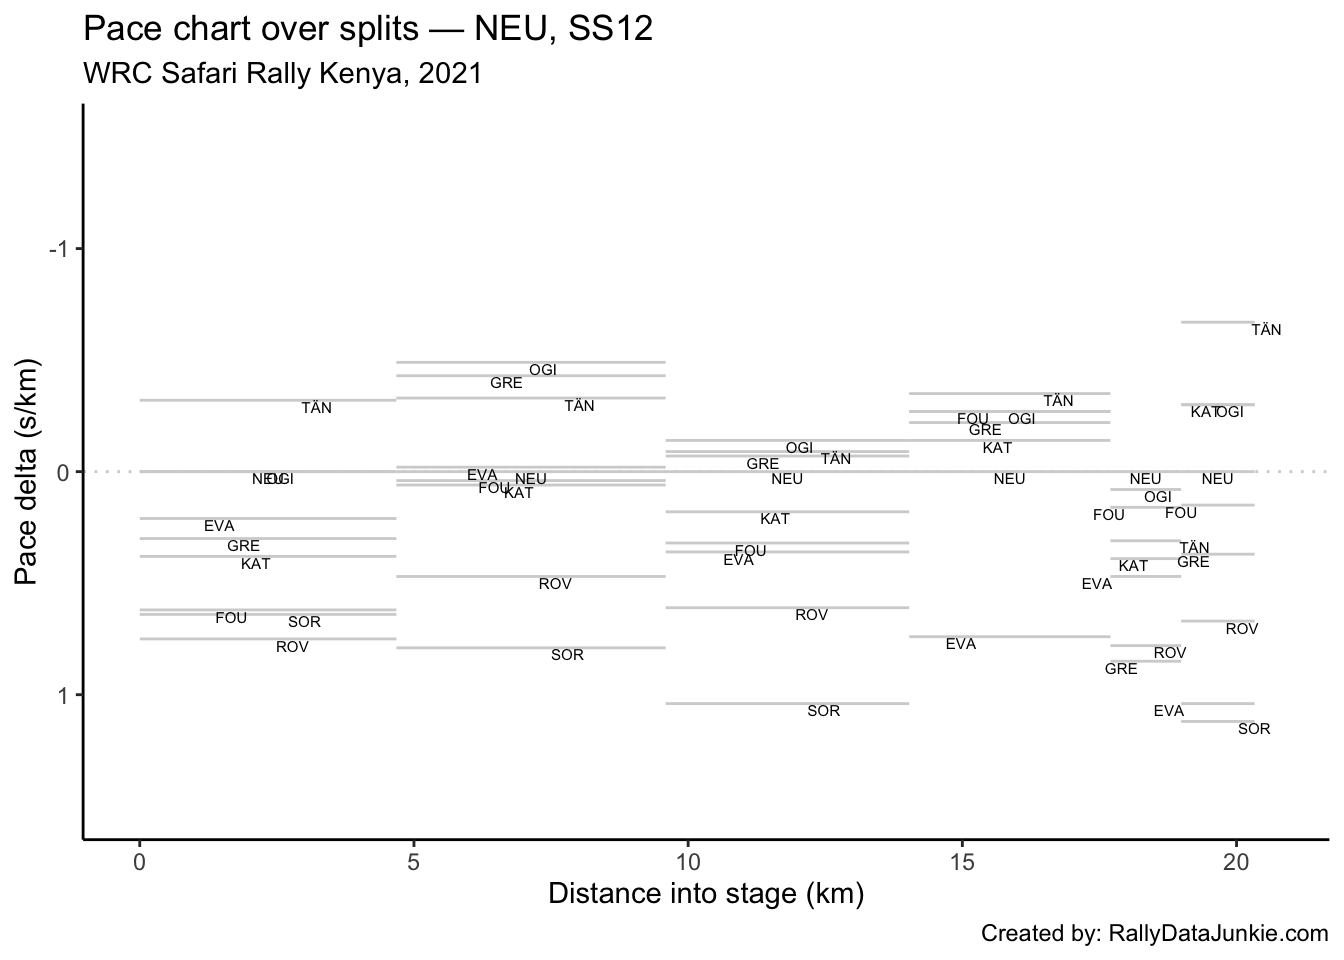 Pace chart over splits — NEU, SS12
WRC Safari Rally Kenya, 2021
Pace delta (s/km)
-1
0
1
TÄN
NEU
OGI
EVA
GRE
KAT
FOU
SOR
ROV
OGI
GRE
TÄN
EVA
NEU
FOU
KAT
ROV
SOR
OGI
TÄN
GRE
NEU
KAT
FOU
EVA
ROV
SOR
TÄN
FOU
OGI
GRE
KAT
NEU
EVA
NEU
OGI
FOU
TÄN
KAT
EVA
ROV
GRE
TÄN
KAT
OGI
NEU
FOU
GRE
ROV
EVA
SOR
0 5 10 15 20
Distance into stage (km)
Created by: RallyDataJunkie.com